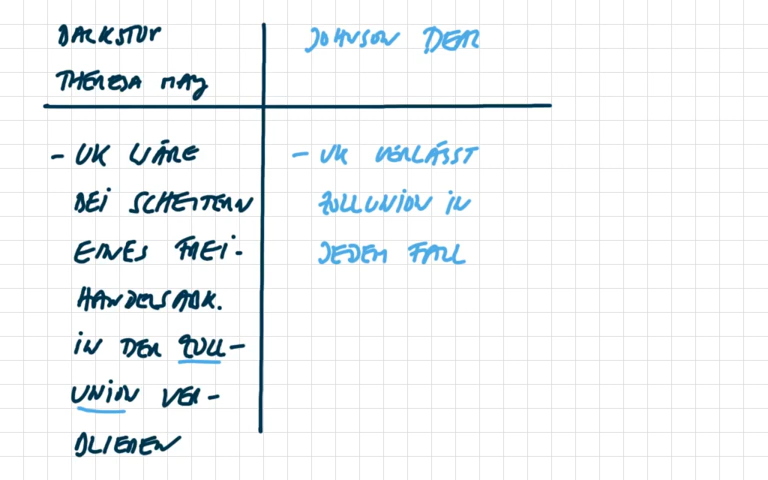 BACKSTOP
THERESA MAY
JOHNSON DEAL
- UK WÄRE
BEI SCHEITERN
EINES FREI-
HANDELSABK.
IN DER ZOLL-
UNION VER-
BLIEBEN
- UK VERLÄSST
ZOLLUNION IN
JEDEM FALL